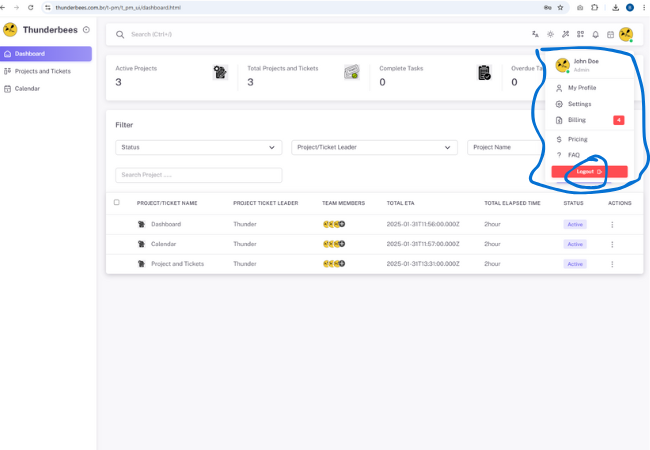 thunderbees.com.br/t-pm/t_pm_ui/dashboard.html
Thunderbees
Search (Ctrl+/)
Dashboard
Projects and Tickets
Calendar
Active Projects
3
Total Projects and Tickets
3
Complete Tasks
0
Overdue
0
John Doe
Admin
My Profile
Settings
Billing 4
Pricing
FAQ
Logout
Filter
Status
Project/Ticket Leader
Project Name
Search Project .....
PROJECT/TICKET NAME PROJECT TICKET LEADER TEAM MEMBERS TOTAL ETA TOTAL ELAPSED TIME STATUS ACTIONS
Dashboard Thunder 2025-01-31T11:56:00.000Z 2hour Active
Calendar Thunder 2025-01-31T11:57:00.000Z 2hour Active
Project and Tickets Thunder 2025-01-31T13:31:00.000Z 2hour Active